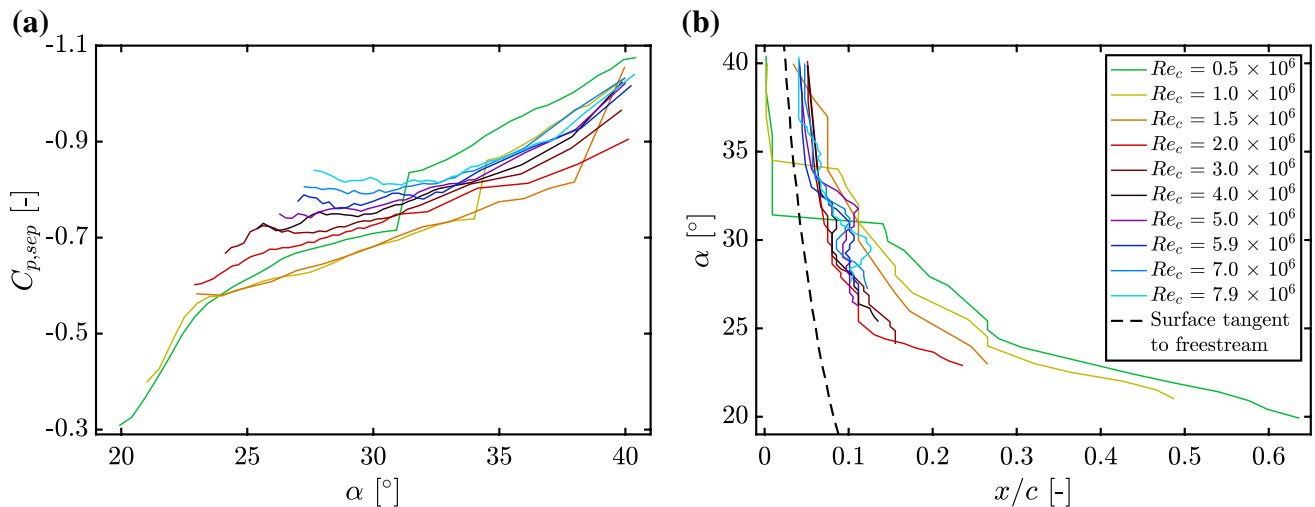 (a)
-1.1
-0.9
-0.7
-0.5
-0.3
C_{p,sep} [-]
20 25 30 35 40
α [°]
(b)
40
35
30
25
20
α [°]
0 0.1 0.2 0.3 0.4 0.5 0.6
x/c [-]
Re_c = 0.5 × 10^6
Re_c = 1.0 × 10^6
Re_c = 1.5 × 10^6
Re_c = 2.0 × 10^6
Re_c = 3.0 × 10^6
Re_c = 4.0 × 10^6
Re_c = 5.0 × 10^6
Re_c = 5.9 × 10^6
Re_c = 7.0 × 10^6
Re_c = 7.9 × 10^6
Surface tangent
to freestream